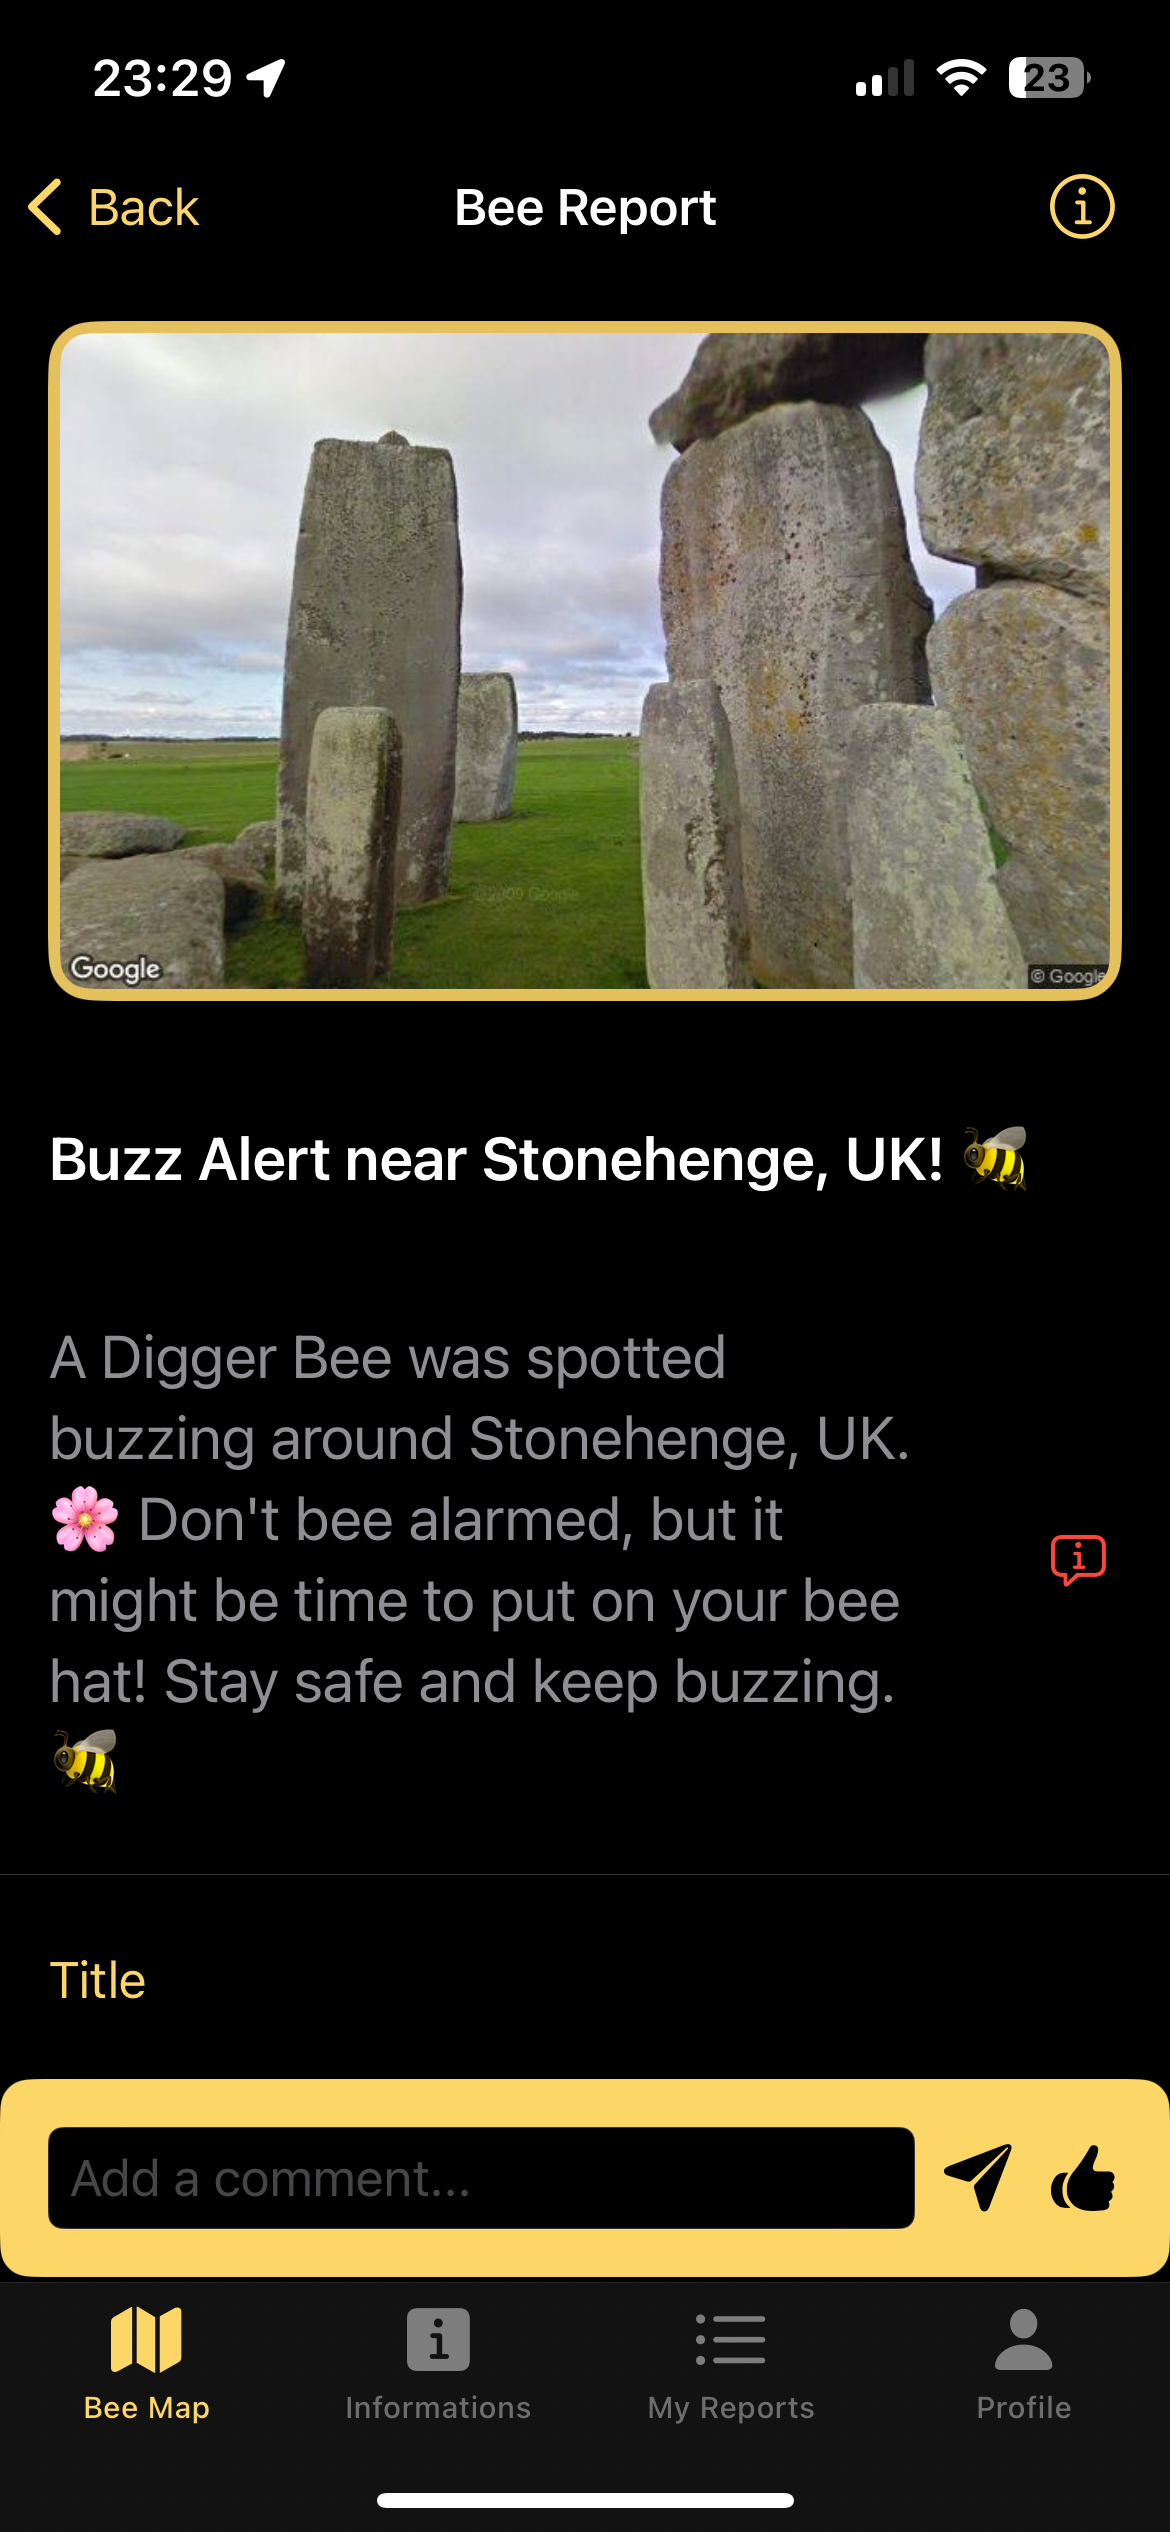 23:29
23
Back
Bee Report
©2009 Google
Google
© Google
Buzz Alert near Stonehenge, UK! 🐝
A Digger Bee was spotted
buzzing around Stonehenge, UK.
🌸 Don't bee alarmed, but it
might be time to put on your bee
hat! Stay safe and keep buzzing.
🐝
Title
Add a comment...
Bee Map
Informations
My Reports
Profile